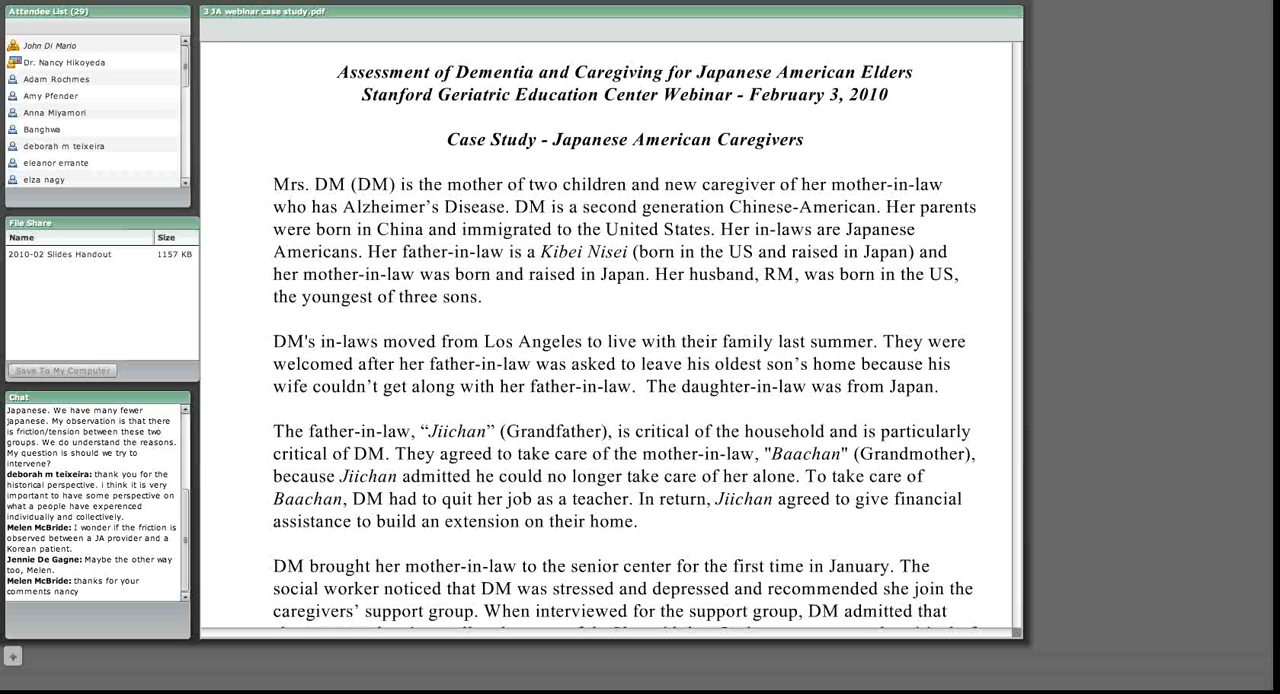 Attendee List (29)
John Di Mario
Dr. Nancy Hikoyeda
Adam Rochmes
Amy Pfender
Anna Miyamori
Banghwa
deborah m teixeira
eleanor errante
elza nagy
File Share
Name Size
2010-02 Slides Handout 1157 KB
Save To My Computer
Chat
Japanese. We have many fewer
japanese. My observation is that there
is friction/tension between these two
groups. We do understand the reasons.
My question is should we try to
intervene?
deborah m teixeira: thank you for the
historical perspective. i think it is very
important to have some perspective on
what a people have experienced
individually and collectively.
Melen McBride: I wonder if the friction is
observed between a JA provider and a
Korean patient.
Jennie De Gagne: Maybe the other way
too, Melen.
Melen McBride: thanks for your
comments nancy
3 JA webinar case study.pdf
Assessment of Dementia and Caregiving for Japanese American Elders
Stanford Geriatric Education Center Webinar - February 3, 2010
Case Study - Japanese American Caregivers
Mrs. DM (DM) is the mother of two children and new caregiver of her mother-in-law
who has Alzheimer's Disease. DM is a second generation Chinese-American. Her parents
were born in China and immigrated to the United States. Her in-laws are Japanese
Americans. Her father-in-law is a Kibei Nisei (born in the US and raised in Japan) and
her mother-in-law was born and raised in Japan. Her husband, RM, was born in the US,
the youngest of three sons.
DM's in-laws moved from Los Angeles to live with their family last summer. They were
welcomed after her father-in-law was asked to leave his oldest son's home because his
wife couldn't get along with her father-in-law. The daughter-in-law was from Japan.
The father-in-law, “Jiichan” (Grandfather), is critical of the household and is particularly
critical of DM. They agreed to take care of the mother-in-law, "Baachan" (Grandmother),
because Jiichan admitted he could no longer take care of her alone. To take care of
Baachan, DM had to quit her job as a teacher. In return, Jiichan agreed to give financial
assistance to build an extension on their home.
DM brought her mother-in-law to the senior center for the first time in January. The
social worker noticed that DM was stressed and depressed and recommended she join the
caregivers' support group. When interviewed for the support group, DM admitted that